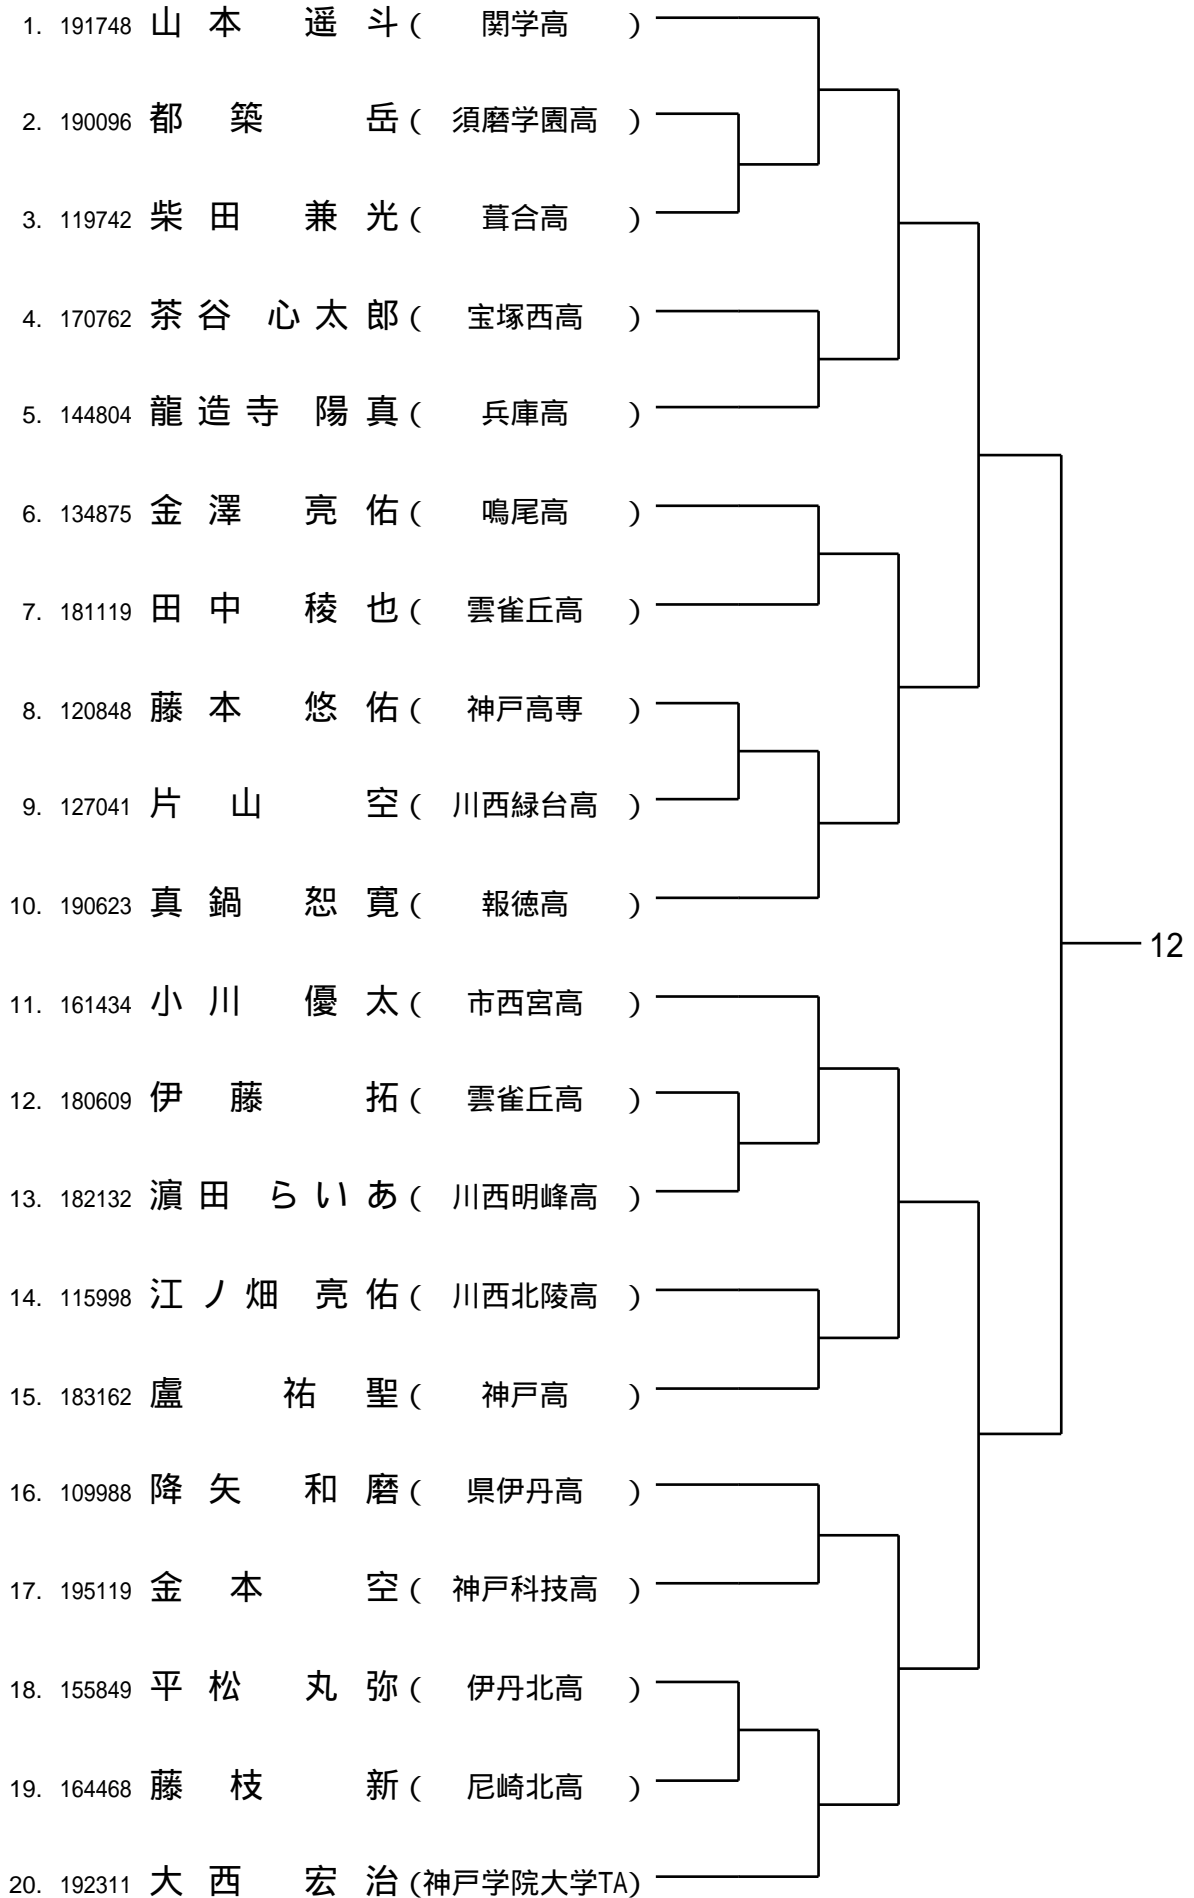 1. 191748 山本 遥斗 ( 関学高 )
2. 190096 都築 岳 ( 須磨学園高 )
3. 119742 柴田 兼光 ( 葺合高 )
4. 170762 茶谷 心太郎 ( 宝塚西高 )
5. 144804 龍造寺 陽真 ( 兵庫高 )
6. 134875 金澤 亮佑 ( 鳴尾高 )
7. 181119 田中 稜也 ( 雲雀丘高 )
8. 120848 藤本 悠佑 ( 神戸高専 )
9. 127041 片山 空 ( 川西緑台高 )
10. 190623 真鍋 恕寛 ( 報徳高 )
12
11. 161434 小川 優太 ( 市西宮高 )
12. 180609 伊藤 拓 ( 雲雀丘高 )
13. 182132 濵田 らいあ ( 川西明峰高 )
14. 115998 江ノ畑 亮佑 ( 川西北陵高 )
15. 183162 盧 祐聖 ( 神戸高 )
16. 109988 降矢 和磨 ( 県伊丹高 )
17. 195119 金本 空 ( 神戸科技高 )
18. 155849 平松 丸弥 ( 伊丹北高 )
19. 164468 藤枝 新 ( 尼崎北高 )
20. 192311 大西 宏治 (神戸学院大学TA)